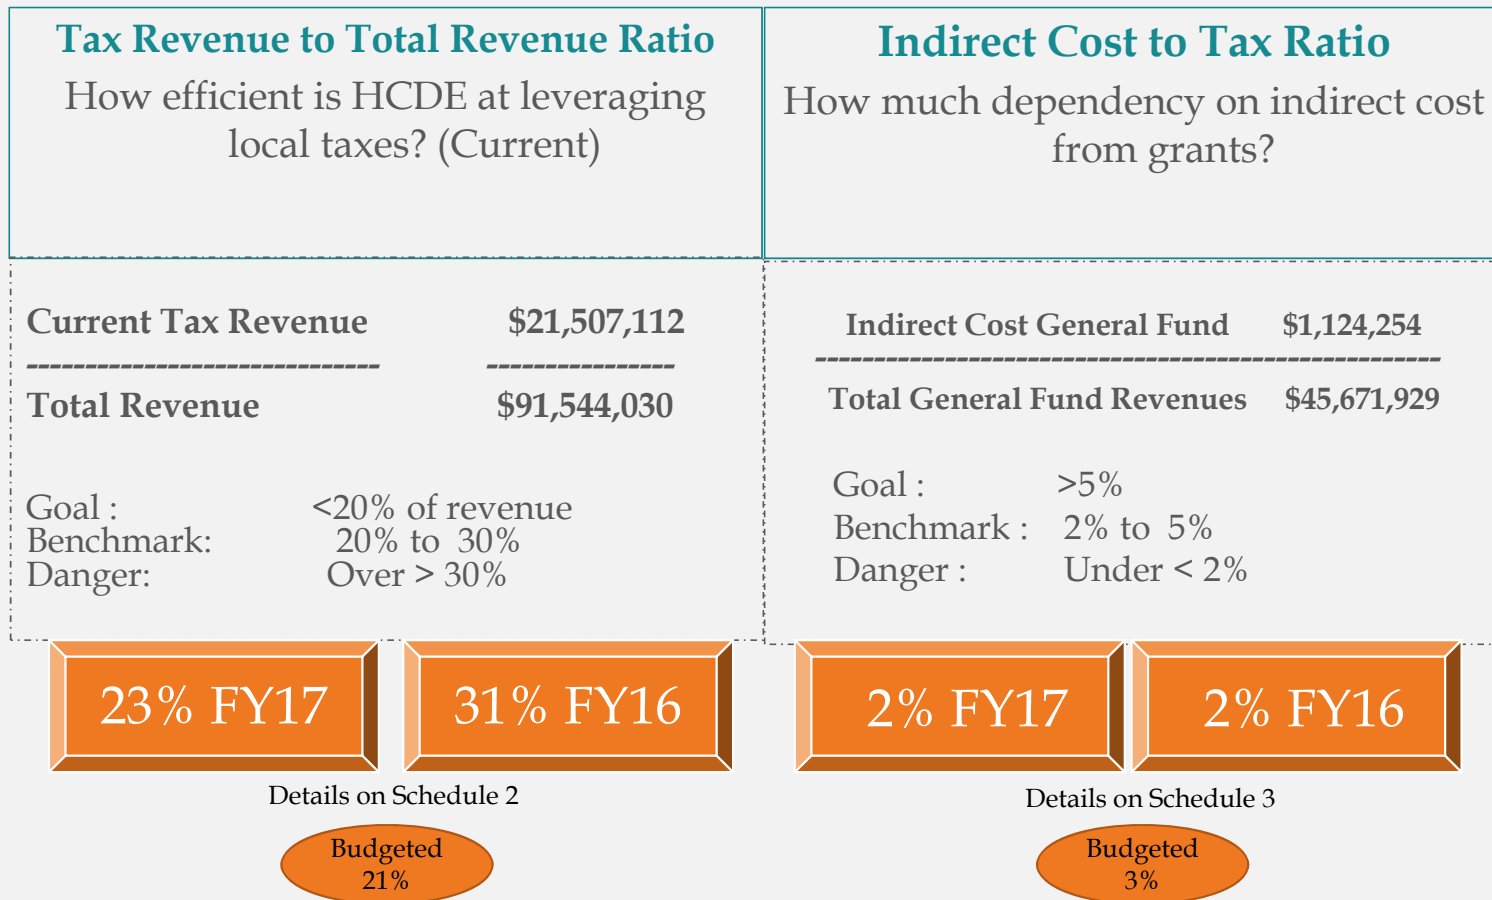 Tax Revenue to Total Revenue Ratio
How efficient is HCDE at leveraging
local taxes? (Current)
Current Tax Revenue $21,507,112
------------------------------ ----------------
Total Revenue $91,544,030
Goal : <20% of revenue
Benchmark: 20% to 30%
Danger: Over > 30%
23% FY17 31% FY16
Details on Schedule 2
Budgeted
21%
Indirect Cost to Tax Ratio
How much dependency on indirect cost
from grants?
Indirect Cost General Fund $1,124,254
-----------------------------------------------------
Total General Fund Revenues $45,671,929
Goal : >5%
Benchmark : 2% to 5%
Danger : Under < 2%
2% FY17 2% FY16
Details on Schedule 3
Budgeted
3%